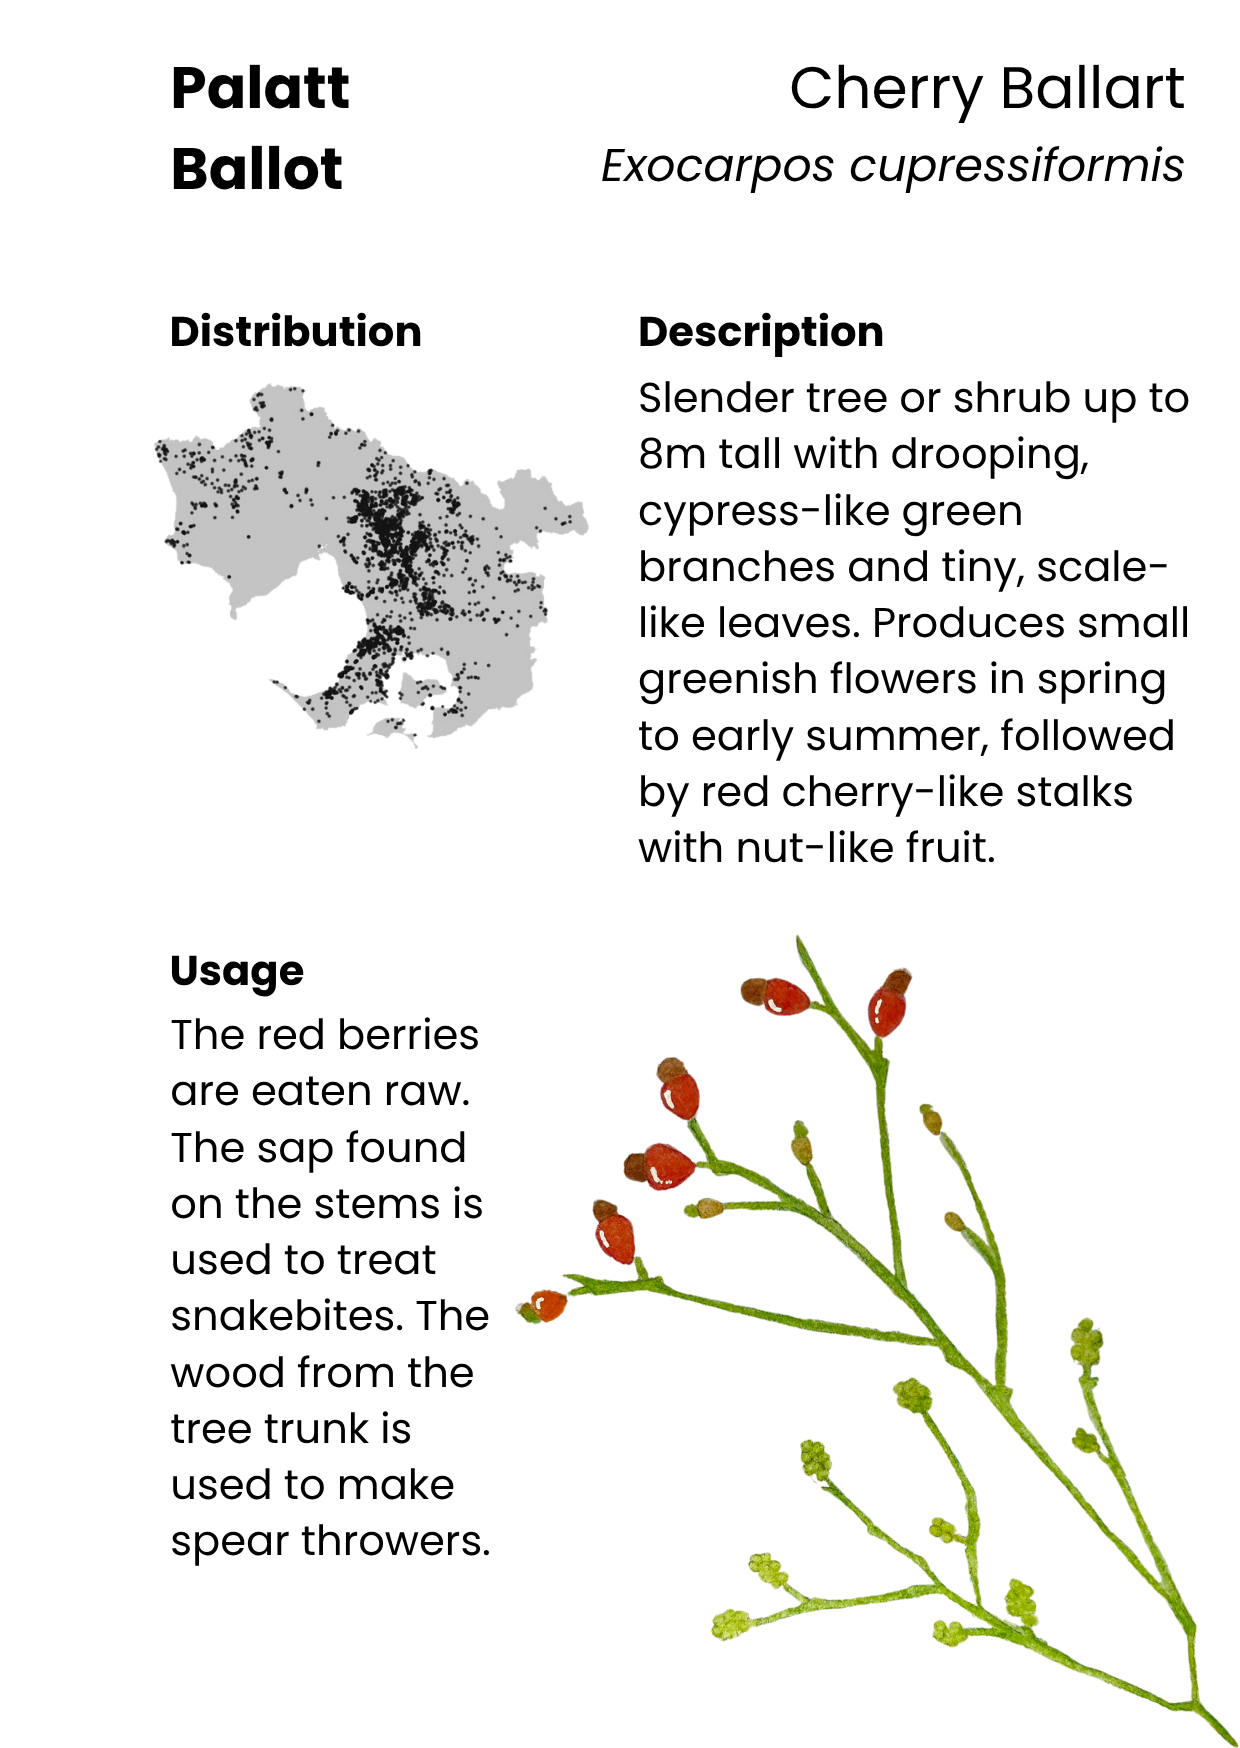 Palatt
Ballot
Cherry Ballart
Exocarpos cupressiformis
Distribution
Description
Slender tree or shrub up to
8m tall with drooping,
cypress-like green
branches and tiny, scale-
like leaves. Produces small
greenish flowers in spring
to early summer, followed
by red cherry-like stalks
with nut-like fruit.
Usage
The red berries
are eaten raw.
The sap found
on the stems is
used to treat
snakebites. The
wood from the
tree trunk is
used to make
spear throwers.